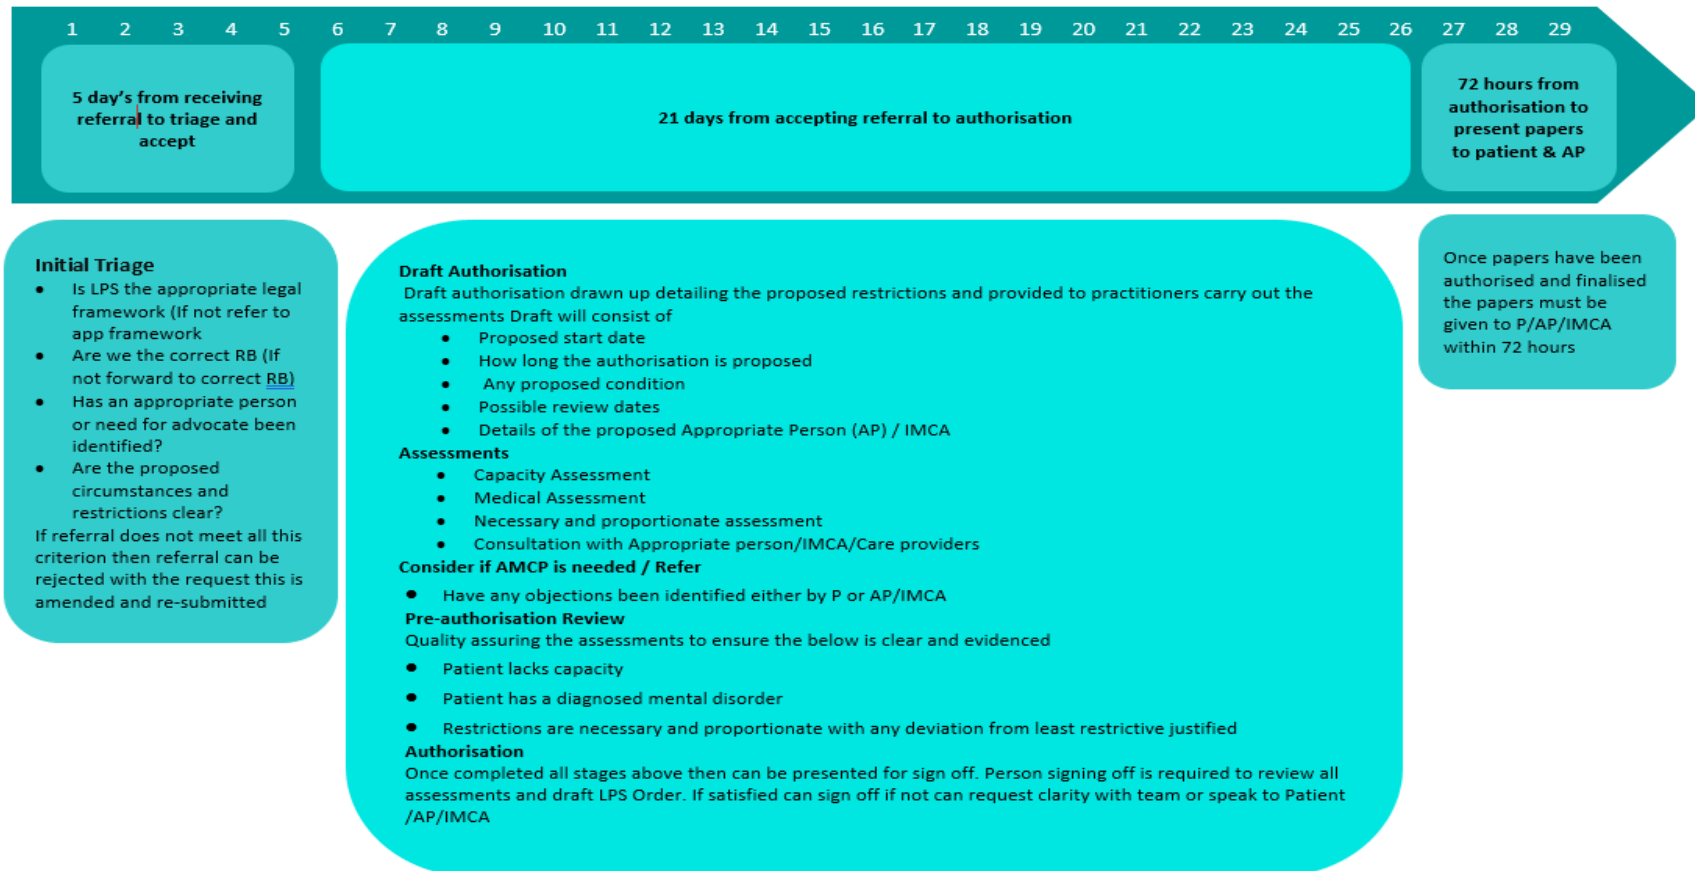 1 2 3 4 5 6 7 8 9 10 11 12 13 14 15 16 17 18 19 20 21 22 23 24 25 26 27 28 29
5 day's from receiving
referral to triage and
accept
21 days from accepting referral to authorisation
72 hours from
authorisation to
present papers
to patient & AP
Initial Triage
• Is LPS the appropriate legal
framework (If not refer to
app framework
• Are we the correct RB (If
not forward to correct RB)
• Has an appropriate person
or need for advocate been
identified?
• Are the proposed
circumstances and
restrictions clear?
If referral does not meet all this
criterion then referral can be
rejected with the request this is
amended and re-submitted
Draft Authorisation
Draft authorisation drawn up detailing the proposed restrictions and provided to practitioners carry out the
assessments Draft will consist of
• Proposed start date
• How long the authorisation is proposed
• Any proposed condition
• Possible review dates
• Details of the proposed Appropriate Person (AP) / IMCA
Assessments
• Capacity Assessment
• Medical Assessment
• Necessary and proportionate assessment
• Consultation with Appropriate person/IMCA/Care providers
Consider if AMCP is needed / Refer
• Have any objections been identified either by P or AP/IMCA
Pre-authorisation Review
Quality assuring the assessments to ensure the below is clear and evidenced
• Patient lacks capacity
• Patient has a diagnosed mental disorder
• Restrictions are necessary and proportionate with any deviation from least restrictive justified
Authorisation
Once completed all stages above then can be presented for sign off. Person signing off is required to review all
assessments and draft LPS Order. If satisfied can sign off if not can request clarity with team or speak to Patient
/AP/IMCA
Once papers have been
authorised and finalised
the papers must be
given to P/AP/IMCA
within 72 hours